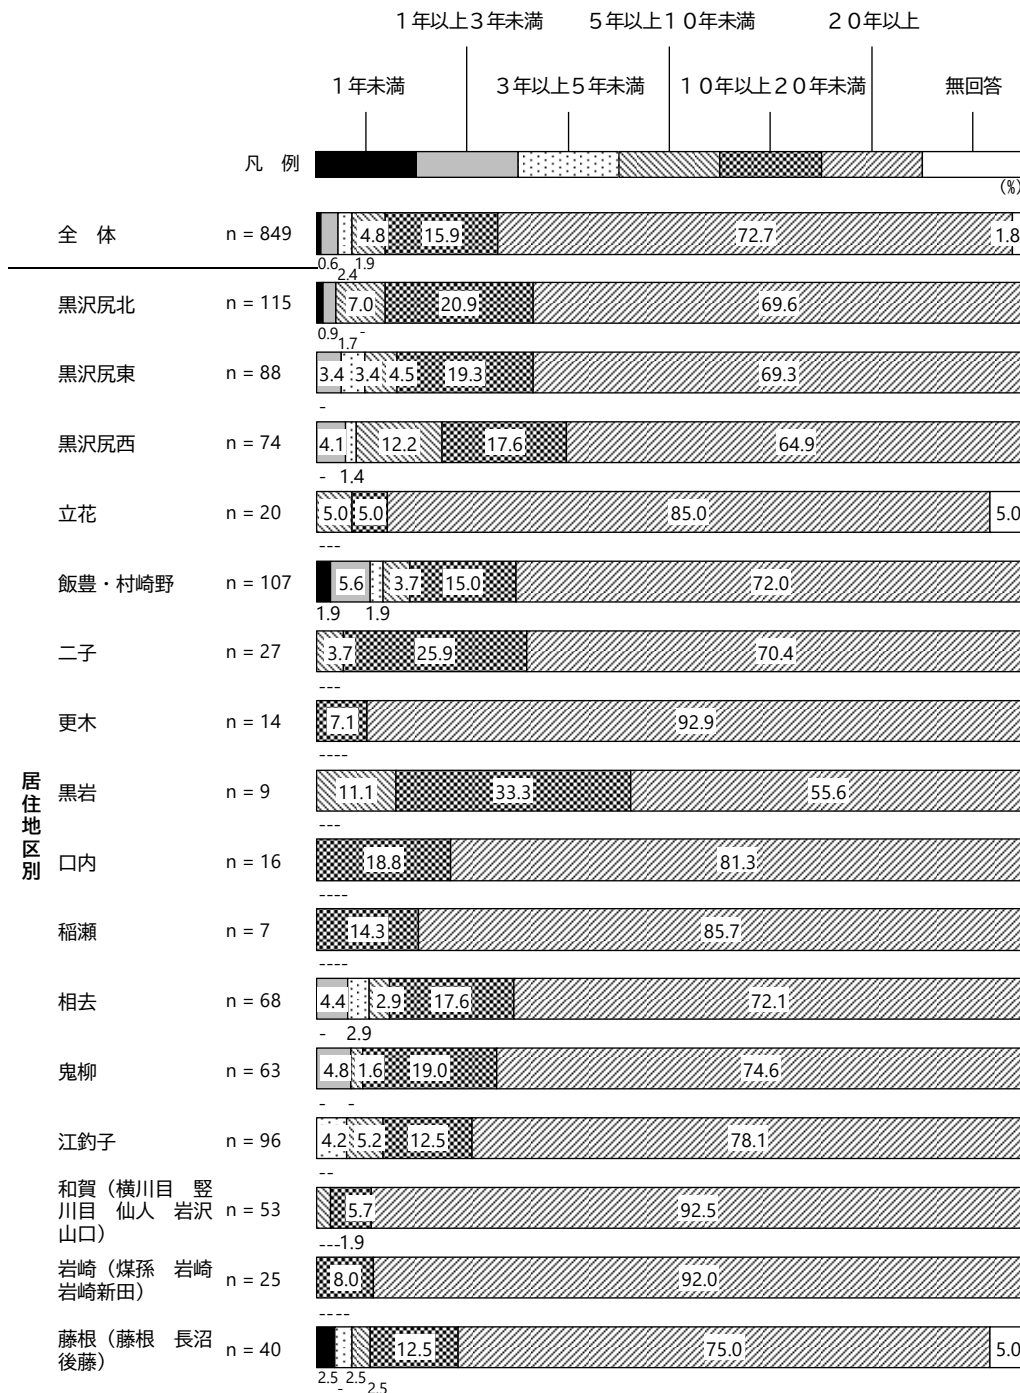 １年以上３年未満　５年以上１０年未満　２０年以上
１年未満　３年以上５年未満　１０年以上２０年未満　無回答
凡　例
(%)
全　体　n = 849　4.8　15.9　72.7　1.8
0.6　2.4　1.9
黒沢尻北　n = 115　7.0　20.9　69.6
0.9　1.7　-
黒沢尻東　n = 88　3.4　3.4　4.5　19.3　69.3
-
黒沢尻西　n = 74　4.1　12.2　17.6　64.9
-　1.4
立花　n = 20　5.0　5.0　85.0　5.0
---
飯豊・村崎野　n = 107　5.6　3.7　15.0　72.0
1.9　1.9
二子　n = 27　3.7　25.9　70.4
---
更木　n = 14　7.1　92.9
----
居住地区別
黒岩　n = 9　11.1　33.3　55.6
---
口内　n = 16　18.8　81.3
----
稲瀬　n = 7　14.3　85.7
----
相去　n = 68　4.4　2.9　17.6　72.1
-　2.9
鬼柳　n = 63　4.8　1.6　19.0　74.6
-　-
江釣子　n = 96　4.2　5.2　12.5　78.1
--
和賀（横川目　竪
川目　仙人　岩沢　n = 53　5.7　92.5
山口）
---1.9
岩崎（煤孫　岩崎
岩崎新田）　n = 25　8.0　92.0
----
藤根（藤根　長沼
後藤）　n = 40　12.5　75.0　5.0
2.5　-　2.5　2.5